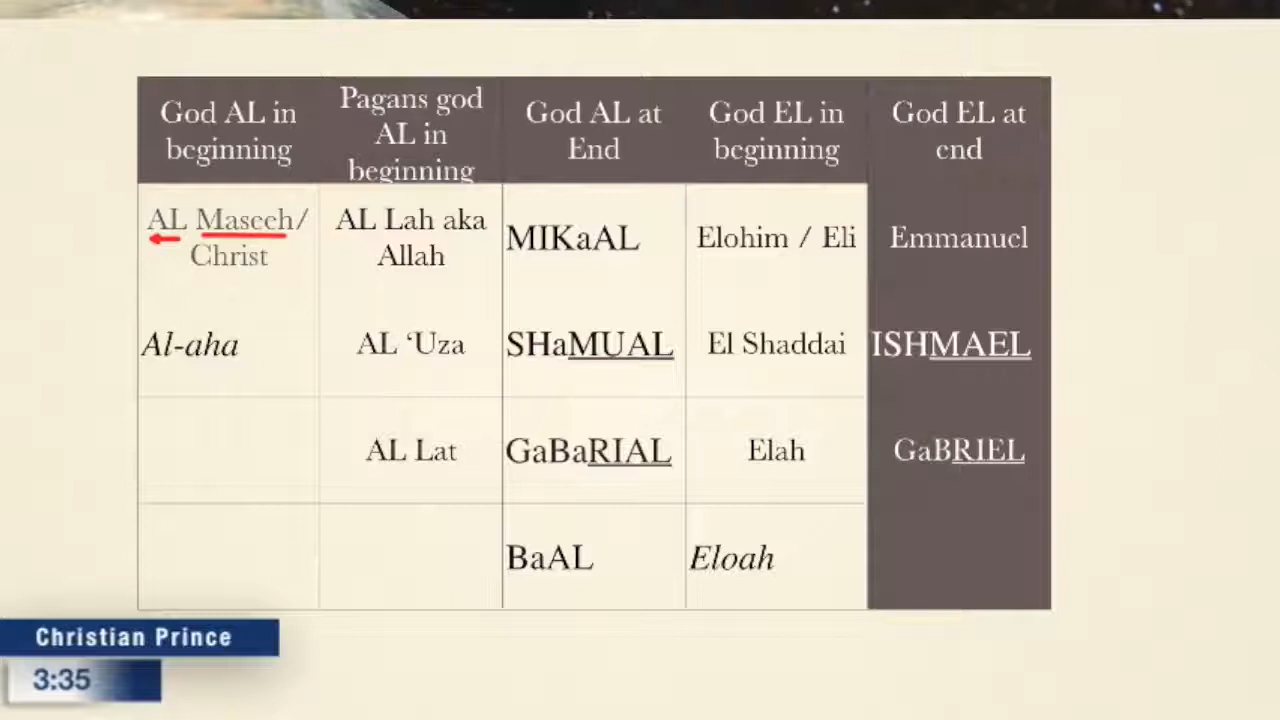 God AL in
beginning
Pagans god
AL in
beginning
God AL at
End
God EL in
beginning
God EL at
end
AL Maseeh/
Christ
AL Lah aka
Allah
MIKaAL
Elohim / Eli
Emmanuel
Al-aha
AL ‘Uza
SHaMUAL
El Shaddai
ISHMAEL
AL Lat
GaBaRIAL
Elah
GaBRIEL
BaAL
Eloah
Christian Prince
3:35